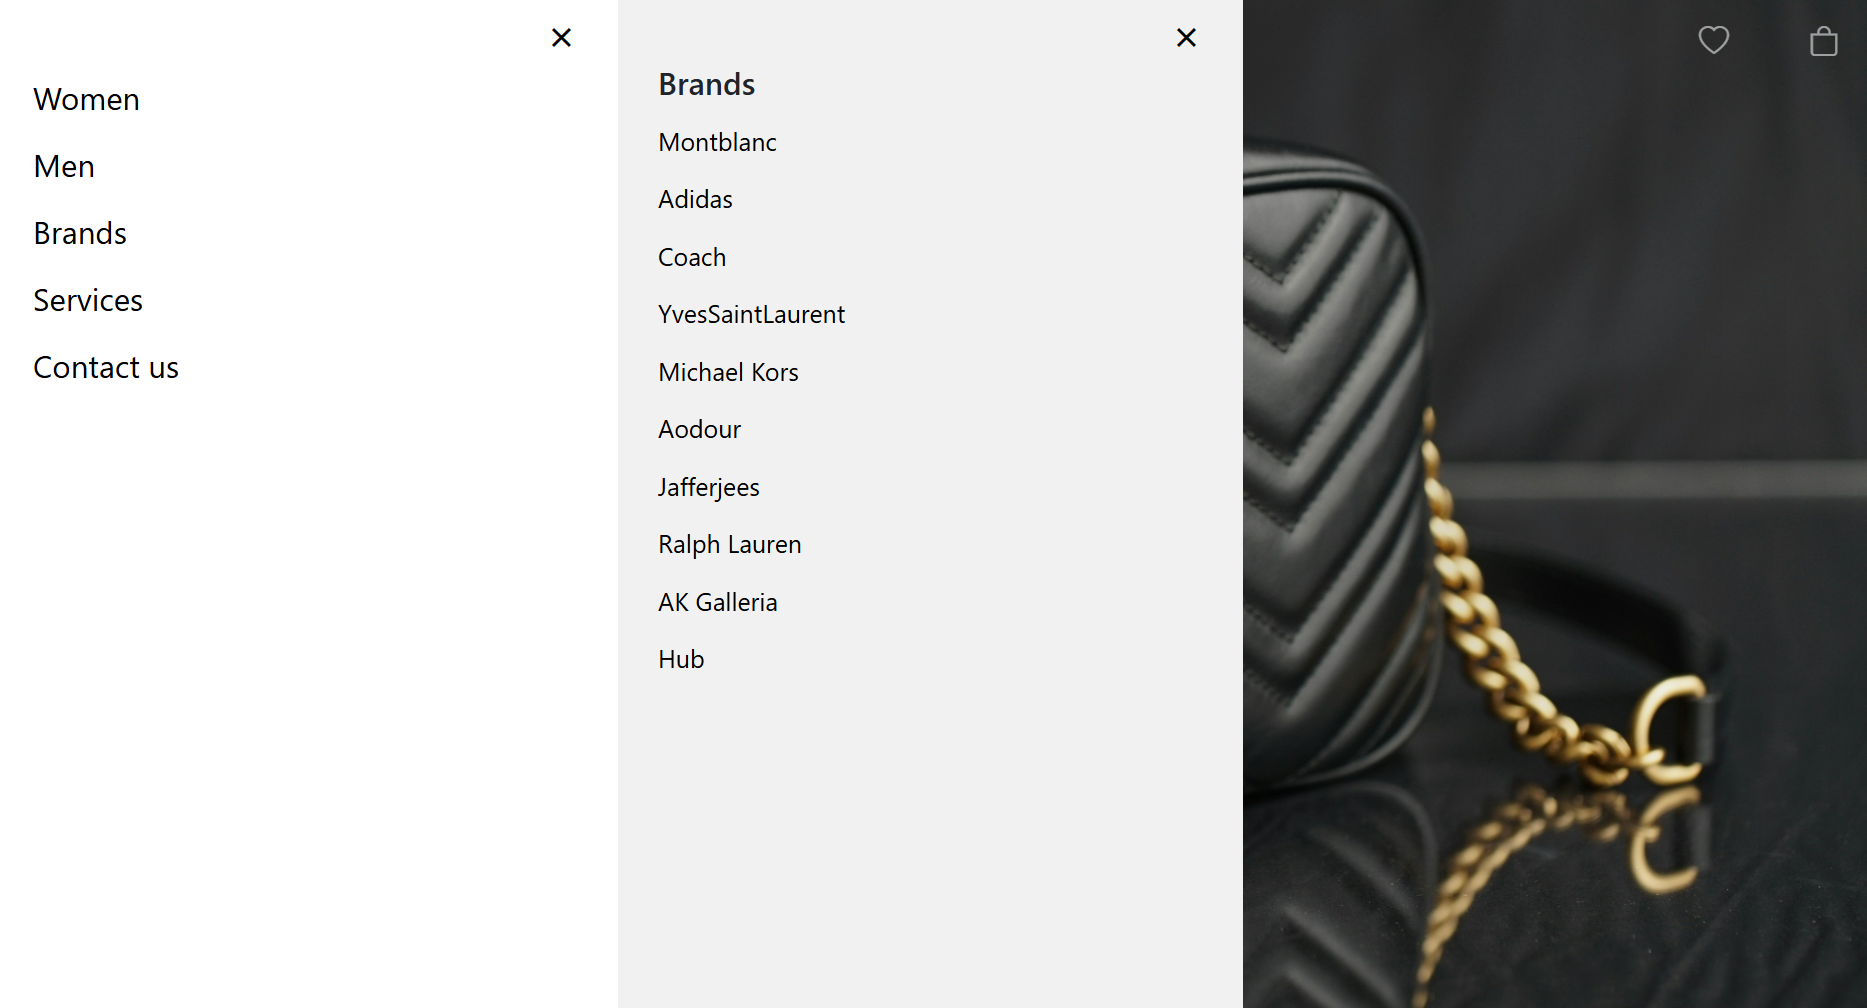 Women
Men
Brands
Services
Contact us
Brands
Montblanc
Adidas
Coach
YvesSaintLaurent
Michael Kors
Aodour
Jafferjees
Ralph Lauren
AK Galleria
Hub